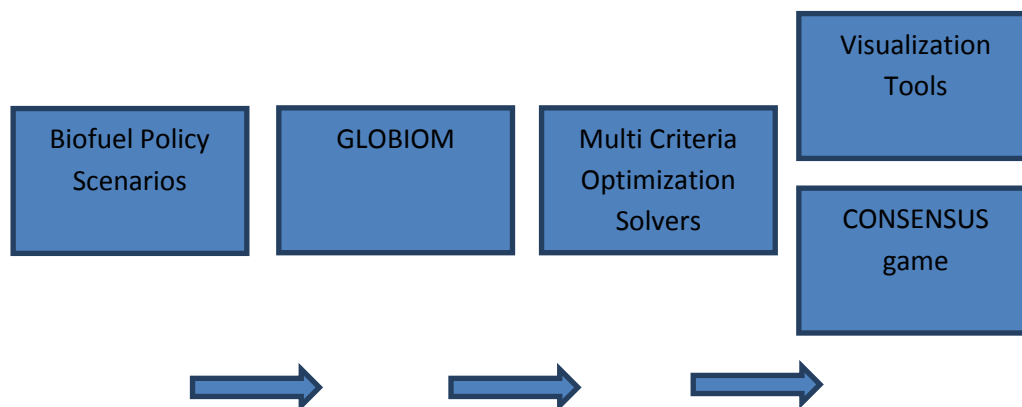 Biofuel Policy
Scenarios
GLOBIOM
Multi Criteria
Optimization
Solvers
Visualization
Tools
CONSENSUS
game